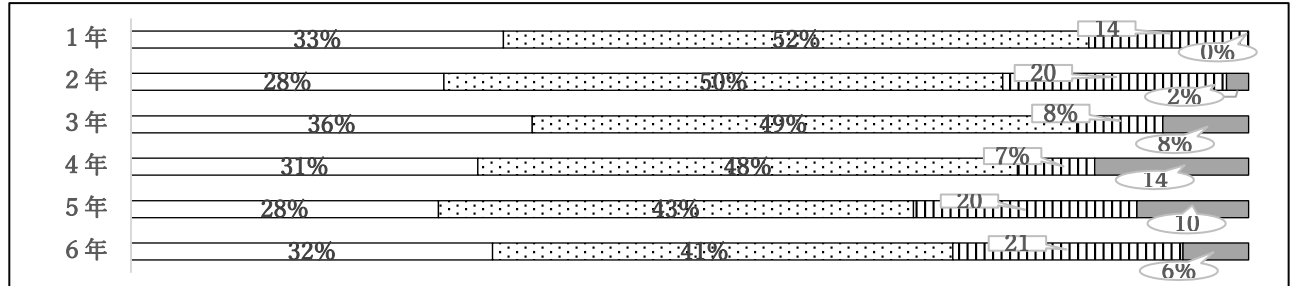 1年 33% 52% 14 0%
2年 28% 50% 20 2%
3年 36% 49% 8% 8%
4年 31% 48% 7% 14
5年 28% 43% 20 10
6年 32% 41% 21 6%